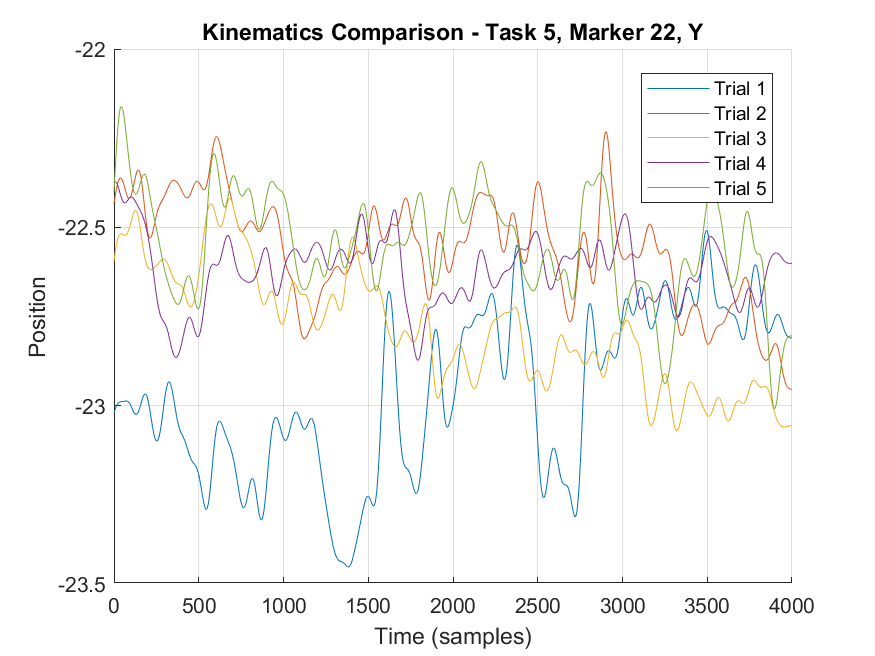 Kinematics Comparison - Task 5, Marker 22, Y
-22
-22.5
-23
-23.5
Position
0 500 1000 1500 2000 2500 3000 3500 4000
Time (samples)
Trial 1
Trial 2
Trial 3
Trial 4
Trial 5